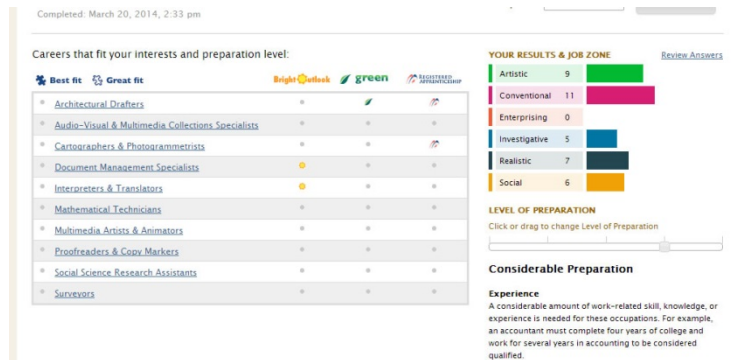 Completed: March 20, 2014, 2:33 pm
Careers that fit your interests and preparation level:
Best fit Great fit
Bright Outlook green REGISTERED APPRENTICESHIP
Architectural Drafters
Audio-Visual & Multimedia Collections Specialists
Cartographers & Photogrammetrists
Document Management Specialists
Interpreters & Translators
Mathematical Technicians
Multimedia Artists & Animators
Proofreaders & Copy Markers
Social Science Research Assistants
Surveyors
YOUR RESULTS & JOB ZONE Review Answers
Artistic 9
Conventional 11
Enterprising 0
Investigative 5
Realistic 7
Social 6
LEVEL OF PREPARATION
Click or drag to change Level of Preparation
Considerable Preparation
Experience
A considerable amount of work-related skill, knowledge, or
experience is needed for these occupations. For example,
an accountant must complete four years of college and
work for several years in accounting to be considered
qualified.